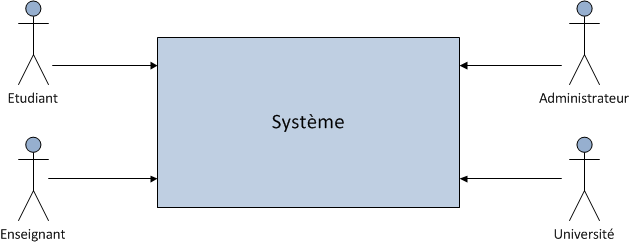 Etudiant
Administrateur
Système
Enseignant
Université